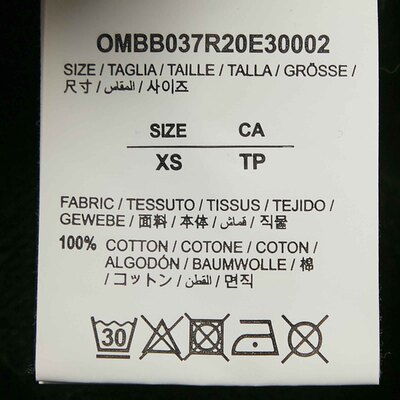 OMBB037R20E30002
SIZE / TAGLIA / TAILLE / TALLA / GRÖSSE /
尺寸 / المقاس / 사이즈
SIZE CA
XS TP
FABRIC / TESSUTO / TISSUS / TEJIDO /
GEWEBE / 面料 / 本体 / قماش / 직물
100% COTTON / COTONE / COTON /
ALGODÓN / BAUMWOLLE / 棉
/ コットン / القطن / 면직
30